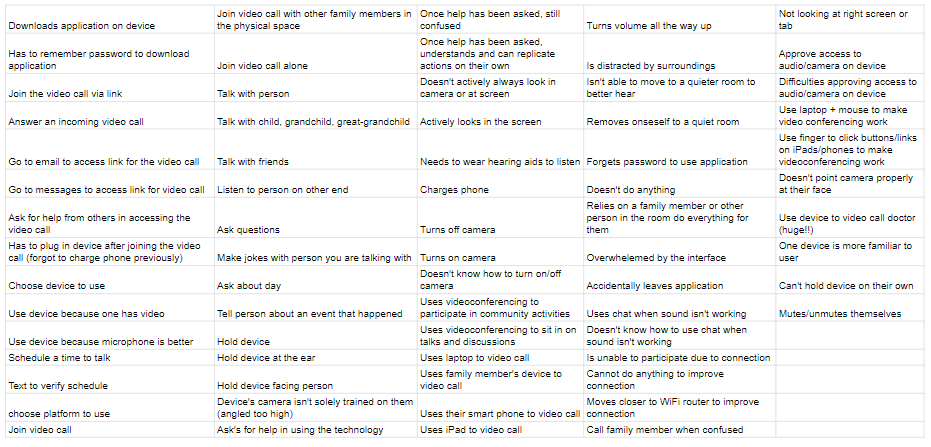 Downloads application on device
Join video call with other family members in
the physical space
Once help has been asked, still
confused
Turns volume all the way up
Not looking at right screen or
tab
Has to remember password to download
application
Join video call alone
Once help has been asked,
understands and can replicate
actions on their own
Is distracted by surroundings
Approve access to
audio/camera on device
Join the video call via link
Talk with person
Doesn't actively always look in
camera or at screen
Isn't able to move to a quieter room to
better hear
Difficulties approving access to
audio/camera on device
Answer an incoming video call
Talk with child, grandchild, great-grandchild
Actively looks in the screen
Removes onseself to a quiet room
Use laptop + mouse to make
video conferencing work
Go to email to access link for the video call
Talk with friends
Needs to wear hearing aids to listen
Forgets password to use application
Use finger to click buttons/links
on iPads/phones to make
videoconferencing work
Go to messages to access link for video call
Listen to person on other end
Charges phone
Doesn't do anything
Doesn't point camera properly
at their face
Ask for help from others in accessing the
video call
Ask questions
Turns off camera
Relies on a family member or other
person in the room do everything for
them
Use device to video call doctor
(huge!!)
Has to plug in device after joining the video
call (forgot to charge phone previously)
Make jokes with person you are talking with
Turns on camera
Overwhelemed by the interface
One device is more familiar to
user
Choose device to use
Ask about day
Doesn't know how to turn on/off
camera
Accidentally leaves application
Can't hold device on their own
Use device because one has video
Tell person about an event that happened
Uses videoconferencing to
participate in community activities
Uses chat when sound isn't working
Mutes/unmutes themselves
Use device because microphone is better
Hold device
Uses videoconferencing to sit in on
talks and discussions
Doesn't know how to use chat when
sound isn't working
Schedule a time to talk
Hold device at the ear
Uses laptop to video call
Is unable to participate due to connection
Text to verify schedule
Hold device facing person
Uses family member's device to
video call
Cannot do anything to improve
connection
choose platform to use
Device's camera isn't solely trained on them
(angled too high)
Uses their smart phone to video call
Moves closer to WiFi router to improve
connection
Join video call
Ask's for help in using the technology
Uses iPad to video call
Call family member when confused